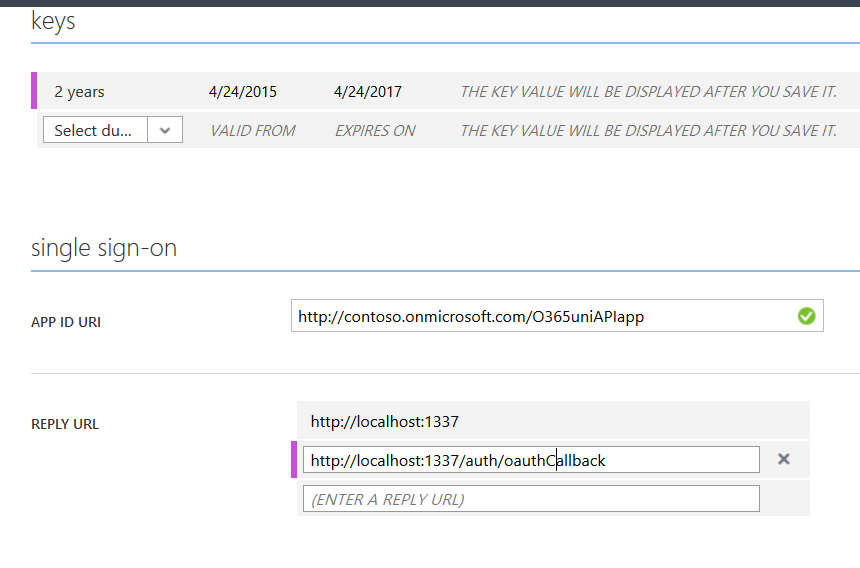 keys
2 years 4/24/2015 4/24/2017 THE KEY VALUE WILL BE DISPLAYED AFTER YOU SAVE IT.
Select du... VALID FROM EXPIRES ON THE KEY VALUE WILL BE DISPLAYED AFTER YOU SAVE IT.
single sign-on
APP ID URI http://contoso.onmicrosoft.com/O365uniAPIapp
REPLY URL http://localhost:1337
http://localhost:1337/auth/oauthCallback
(ENTER A REPLY URL)